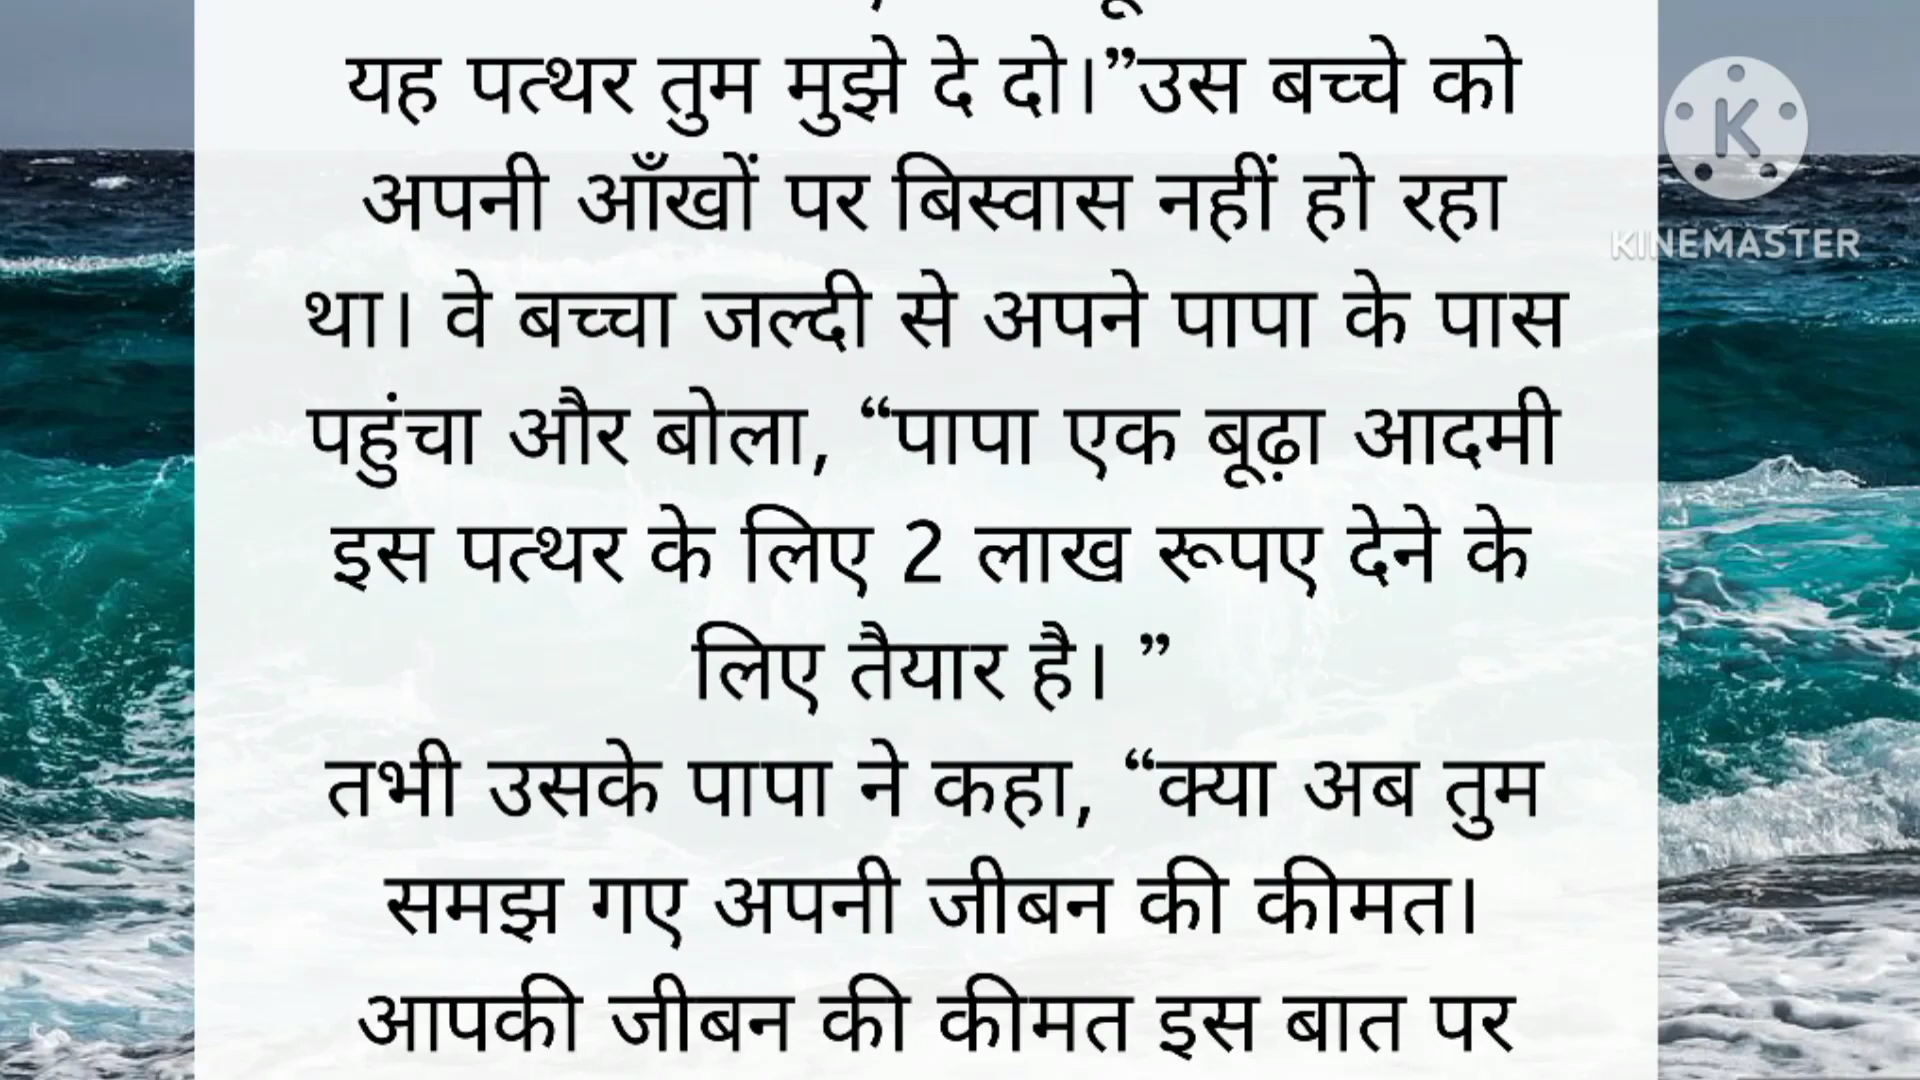 यह पत्थर तुम मुझे दे दो।”उस बच्चे को
अपनी आँखों पर बिस्वास नहीं हो रहा
था। वे बच्चा जल्दी से अपने पापा के पास
पहुंचा और बोला, “पापा एक बूढ़ा आदमी
इस पत्थर के लिए 2 लाख रूपए देने के
लिए तैयार है। ”
तभी उसके पापा ने कहा, “क्या अब तुम
समझ गए अपनी जीबन की कीमत।
आपकी जीबन की कीमत इस बात पर
K
KINEMASTER